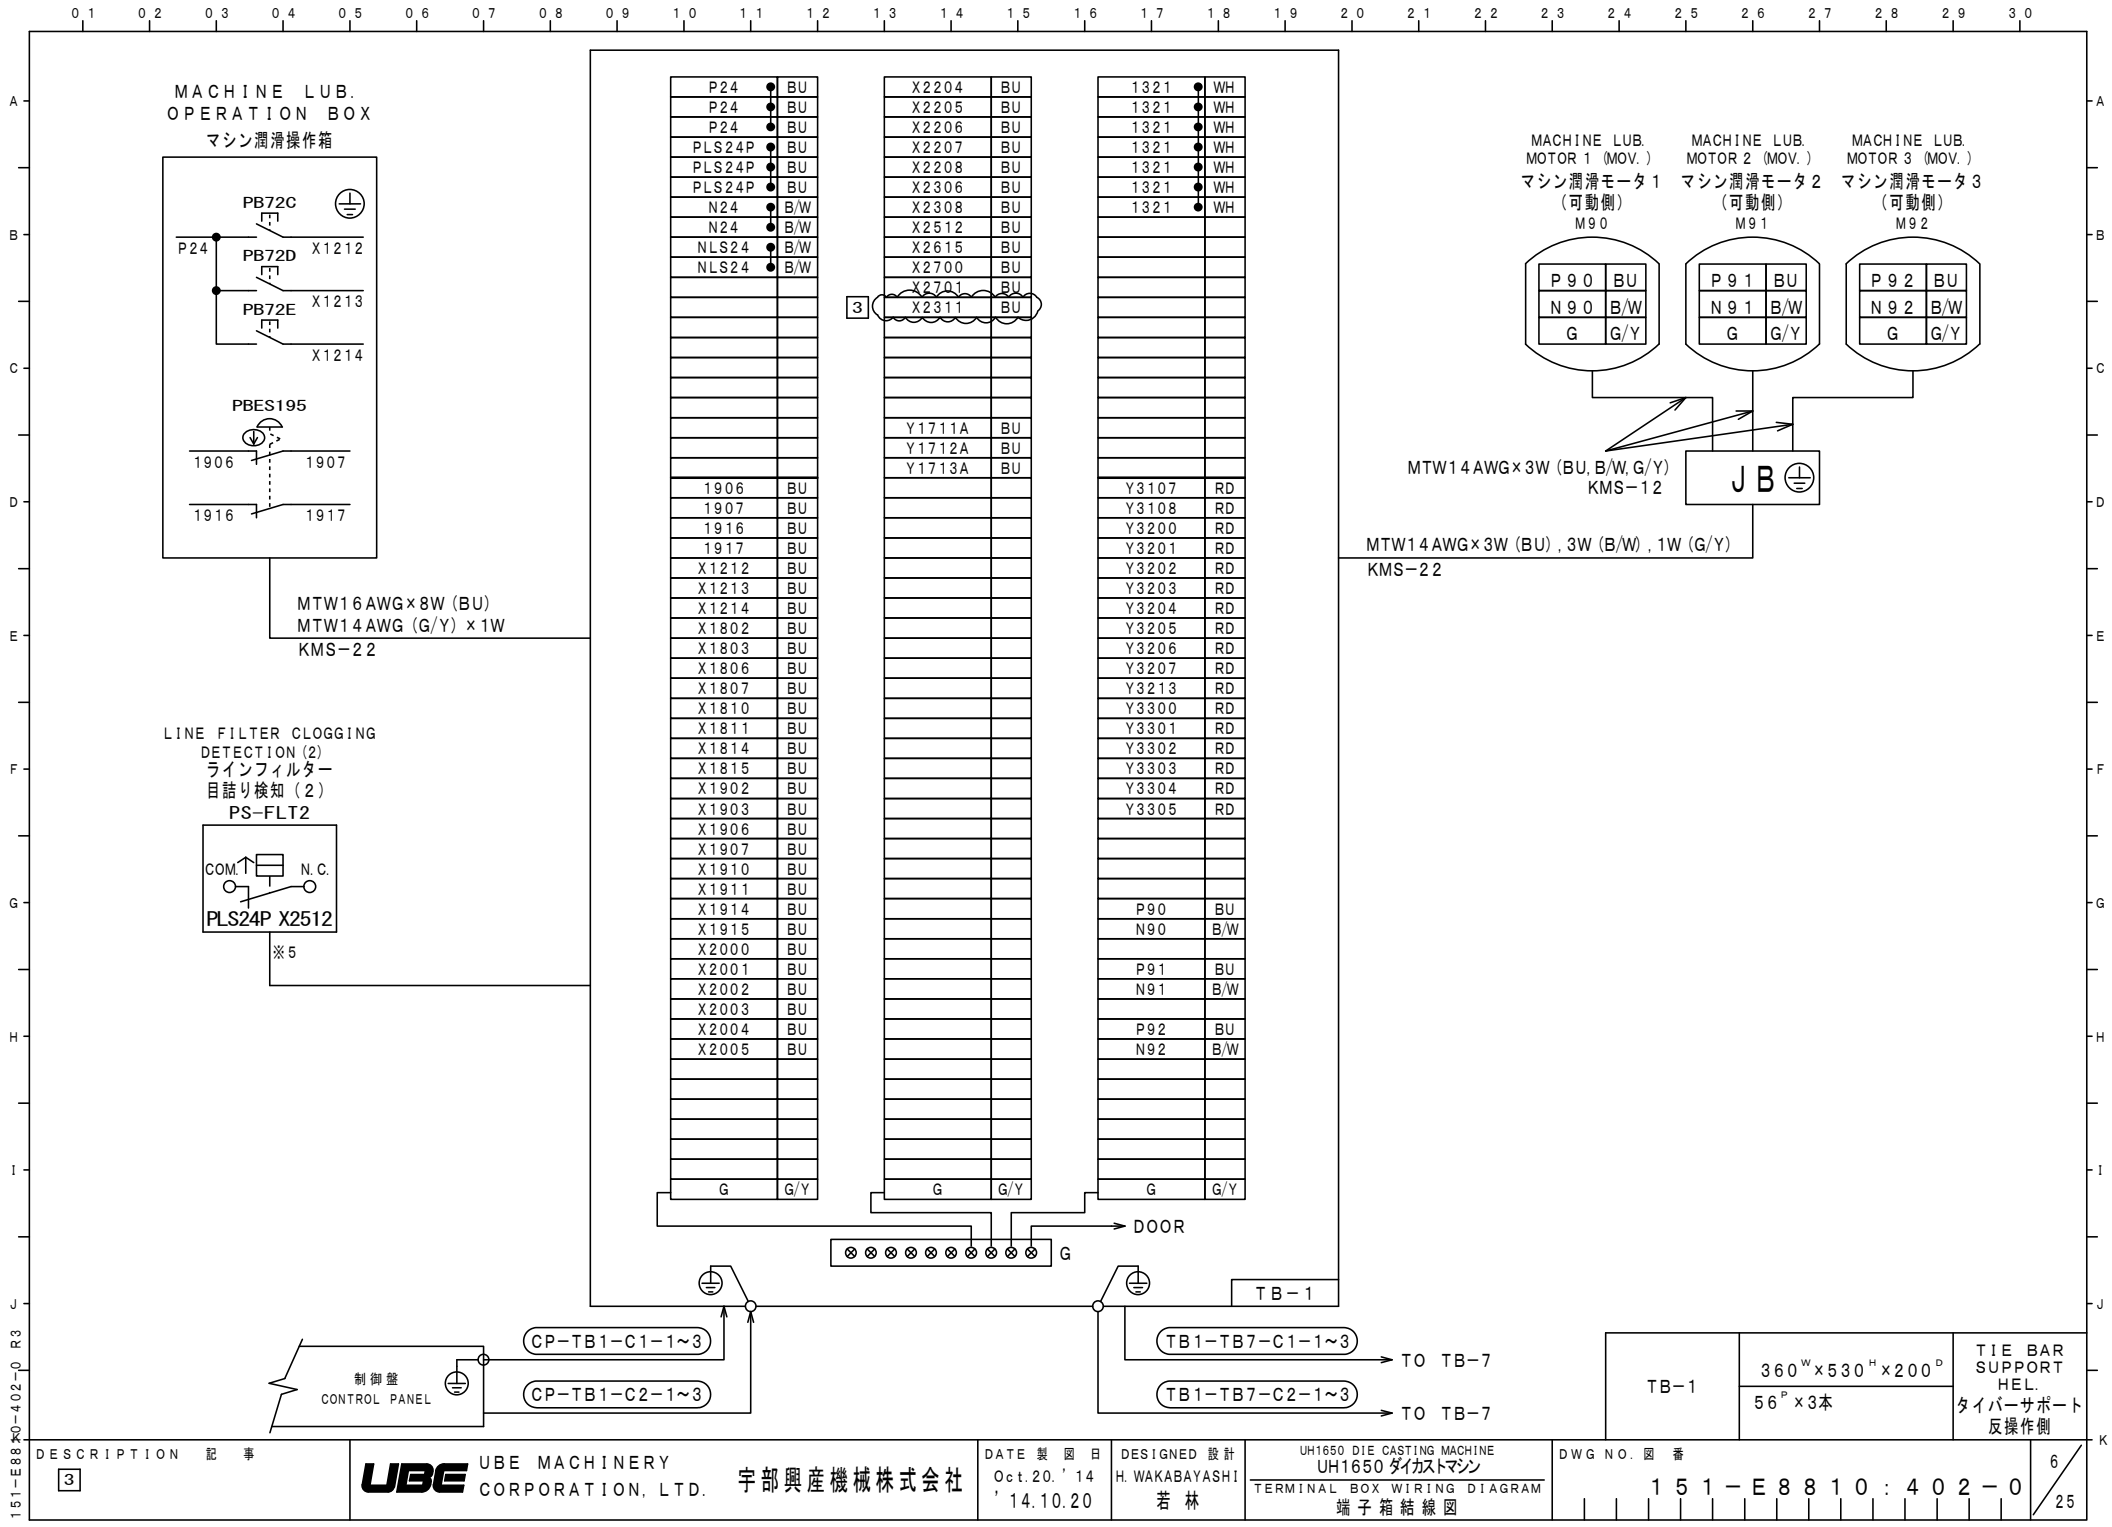 01 02 03 04 05 06 07 08 09 10 11 12 13 14 15 16 17 18 19 20 21 22 23 24 25 26 27 28 29 30
A
B
C
D
E
F
G
H
I
J
K
A
B
C
D
E
F
G
H
I
J
K
MACHINE LUB.
OPERATION BOX
マシン潤滑操作箱
PB72C
P24 X1212
PB72D
X1213
PB72E
X1214
PBES195
1906 1907
1916 1917
MTW16AWG×8W(BU)
MTW14AWG(G/Y)×1W
KMS-22
LINE FILTER CLOGGING
DETECTION(2)
ラインフィルター
目詰り検知(2)
PS-FLT2
COM. N.C.
PLS24P X2512
※5
P24 BU
P24 BU
P24 BU
PLS24P BU
PLS24P BU
PLS24P BU
N24 B/W
N24 B/W
NLS24 B/W
NLS24 B/W
1906 BU
1907 BU
1916 BU
1917 BU
X1212 BU
X1213 BU
X1214 BU
X1802 BU
X1803 BU
X1806 BU
X1807 BU
X1810 BU
X1811 BU
X1814 BU
X1815 BU
X1902 BU
X1903 BU
X1906 BU
X1907 BU
X1910 BU
X1911 BU
X1914 BU
X1915 BU
X2000 BU
X2001 BU
X2002 BU
X2003 BU
X2004 BU
X2005 BU
G G/Y
X2204 BU
X2205 BU
X2206 BU
X2207 BU
X2208 BU
X2306 BU
X2308 BU
X2512 BU
X2615 BU
X2700 BU
X2701 BU
3 X2311 BU
Y1711A BU
Y1712A BU
Y1713A BU
G G/Y
1321 WH
1321 WH
1321 WH
1321 WH
1321 WH
1321 WH
1321 WH
Y3107 RD
Y3108 RD
Y3200 RD
Y3201 RD
Y3202 RD
Y3203 RD
Y3204 RD
Y3205 RD
Y3206 RD
Y3207 RD
Y3213 RD
Y3300 RD
Y3301 RD
Y3302 RD
Y3303 RD
Y3304 RD
Y3305 RD
P90 BU
N90 B/W
P91 BU
N91 B/W
P92 BU
N92 B/W
G G/Y
DOOR
G
TB-1
MACHINE LUB.
MOTOR1(MOV.)
マシン潤滑モータ1
(可動側)
M90
P90 BU
N90 B/W
G G/Y
MACHINE LUB.
MOTOR2(MOV.)
マシン潤滑モータ2
(可動側)
M91
P91 BU
N91 B/W
G G/Y
MACHINE LUB.
MOTOR3(MOV.)
マシン潤滑モータ3
(可動側)
M92
P92 BU
N92 B/W
G G/Y
MTW14AWG×3W(BU,B/W,G/Y)
KMS-12
JB
MTW14AWG×3W(BU),3W(B/W),1W(G/Y)
KMS-22
制御盤
CONTROL PANEL
CP-TB1-C1-1~3
CP-TB1-C2-1~3
TB1-TB7-C1-1~3
TO TB-7
TB1-TB7-C2-1~3
TO TB-7
TB-1
360W×530H×200D
56P×3本
TIE BAR
SUPPORT
HEL.
タイバーサポート
反操作側
151-E8810-402-0 R3
DESCRIPTION 記 事
3
UBE
UBE MACHINERY
CORPORATION, LTD.
宇部興産機械株式会社
DATE 製 図 日
Oct.20.'14
'14.10.20
DESIGNED 設計
H.WAKABAYASHI
若 林
UH1650 DIE CASTING MACHINE
UH1650 ダイカストマシン
TERMINAL BOX WIRING DIAGRAM
端子箱結線図
DWG NO. 図 番
151-E8810:402-0
6/25